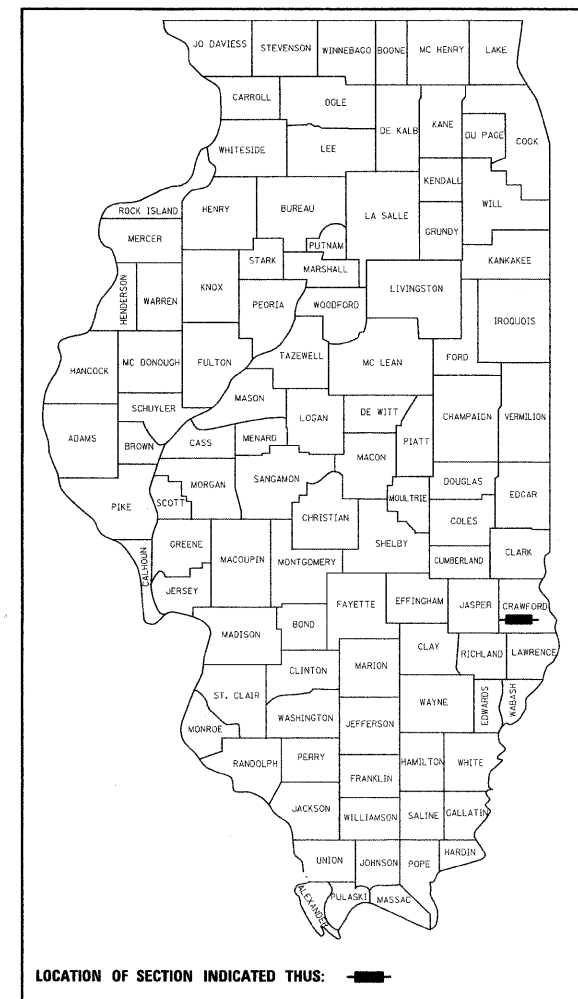 JO DAVIESS STEVENSON WINNEBAGO BOONE MC HENRY LAKE
CARROLL OGLE DE KALB KANE DU PAGE COOK
WHITESIDE LEE
KENDALL WILL
ROCK ISLAND HENRY BUREAU LA SALLE GRUNDY
MERCER PUTNAM
STARK MARSHALL KANKAKEE
HENDERSON WARREN KNOX PEORIA WOODFORD LIVINGSTON IROQUOIS
HANCOCK MC DONOUGH FULTON TAZEWELL MC LEAN FORD
MASON
SCHUYLER LOGAN DE WITT CHAMPAIGN VERMILION
ADAMS BROWN CASS MENARD MACON PIATT
MORGAN SANGAMON DOUGLAS
PIKE SCOTT CHRISTIAN MOULTRIE EDGAR
GREENE MACOUPIN MONTGOMERY SHELBY COLES
CALHOUN CUMBERLAND CLARK
JERSEY FAYETTE EFFINGHAM JASPER CRAWFORD
MADISON BOND
CLINTON MARION CLAY RICHLAND LAWRENCE
ST. CLAIR WAYNE EDWARDS WABASH
MONROE WASHINGTON JEFFERSON
RANDOLPH PERRY HAMILTON WHITE
FRANKLIN
JACKSON WILLIAMSON SALINE GALLATIN
UNION JOHNSON POPE HARDIN
ALEXANDER PULASKI MASSAC
LOCATION OF SECTION INDICATED THUS: